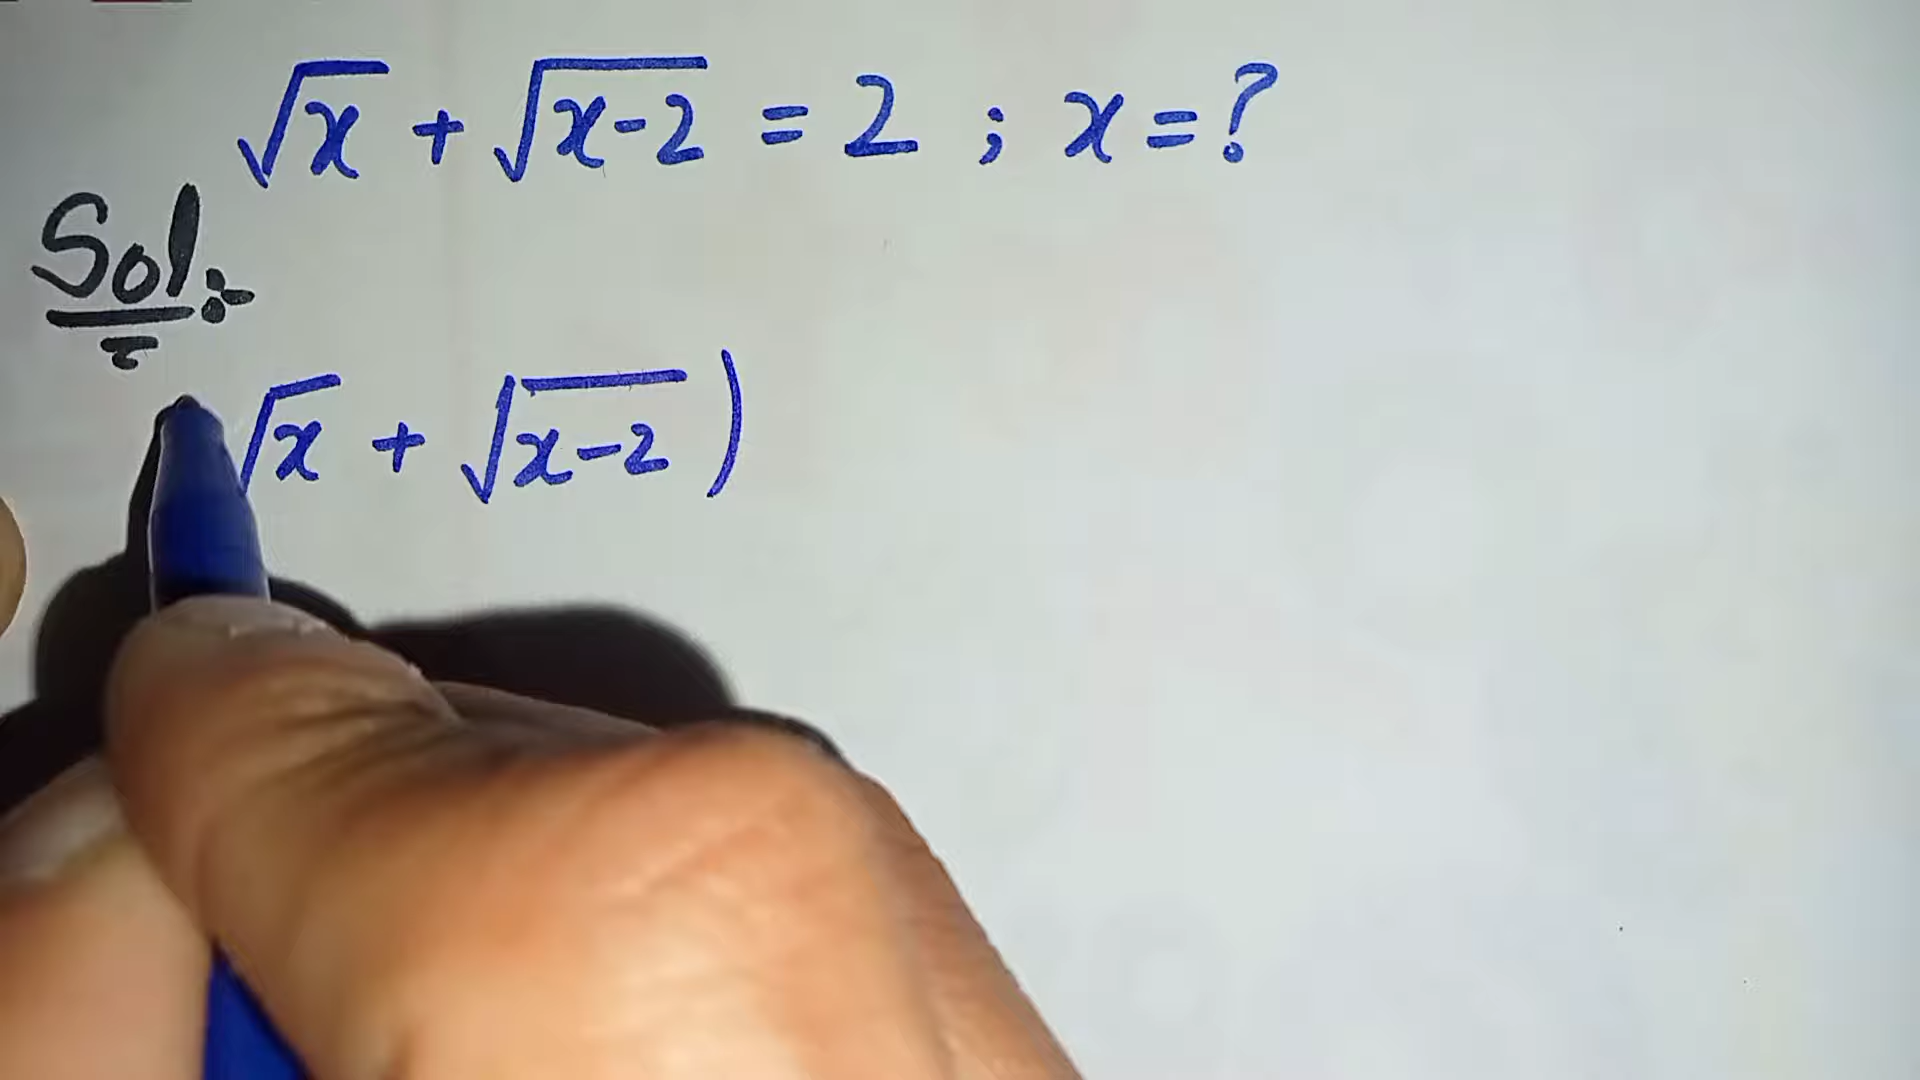 √x + √(x-2) = 2 ; x = ?
Sol:-
√x + √(x-2) )